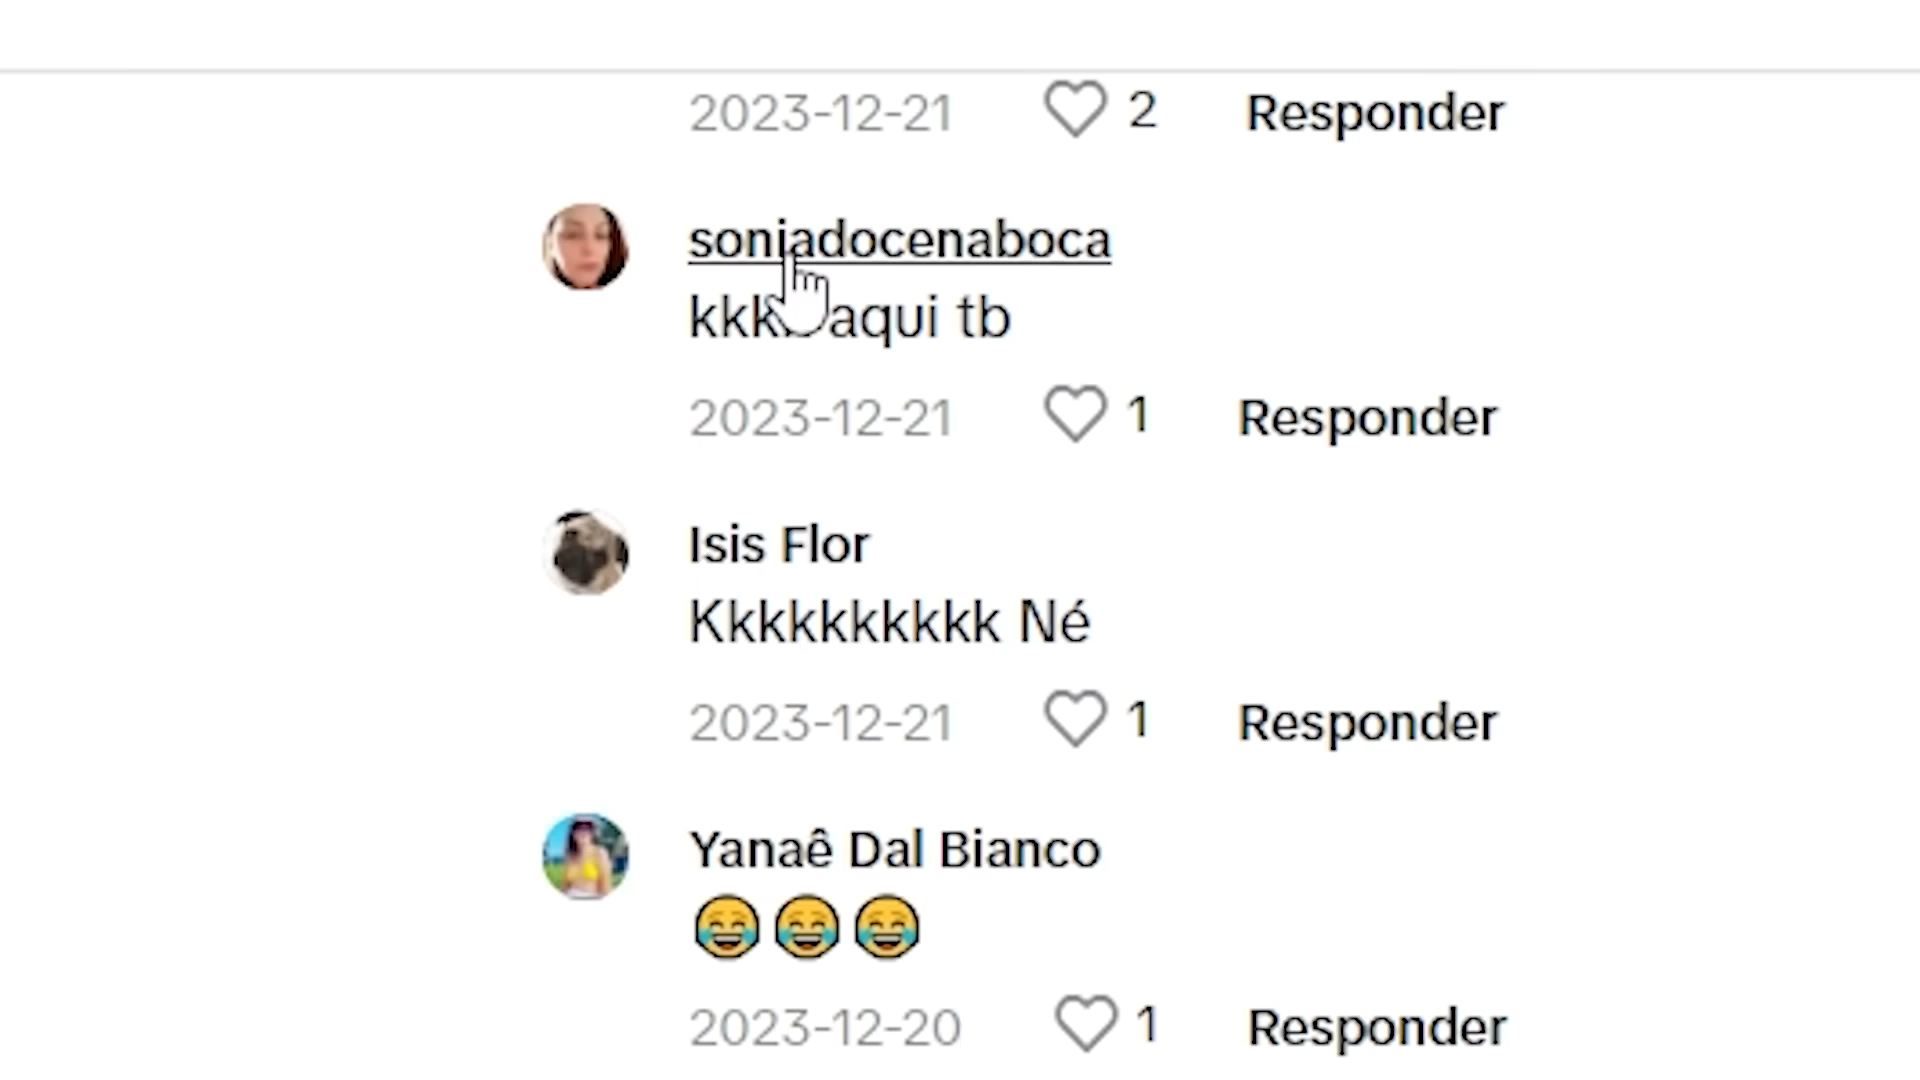 2023-12-21 2 Responder
soniadocenaboca
aqui tb
2023-12-21 1 Responder
Isis Flor
Kkkkkkkkkk Né
2023-12-21 1 Responder
Yanaê Dal Bianco
😂😂😂
2023-12-20 1 Responder